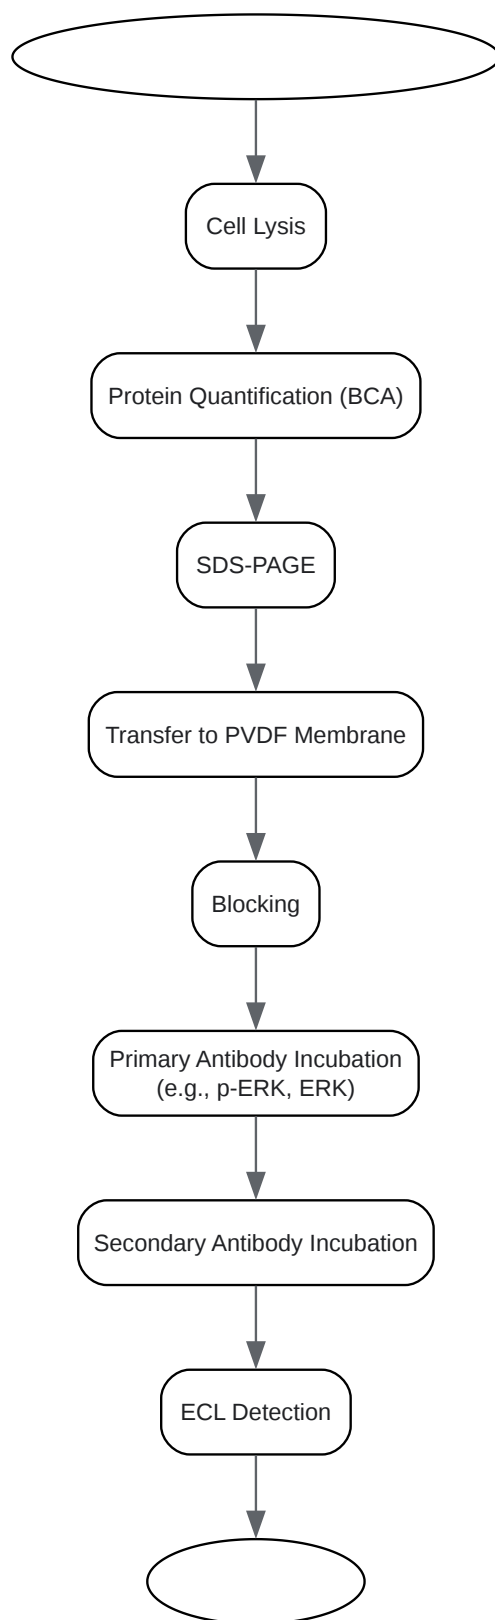 Cell Lysis
Protein Quantification (BCA)
SDS-PAGE
Transfer to PVDF Membrane
Blocking
Primary Antibody Incubation
(e.g., p-ERK, ERK)
Secondary Antibody Incubation
ECL Detection